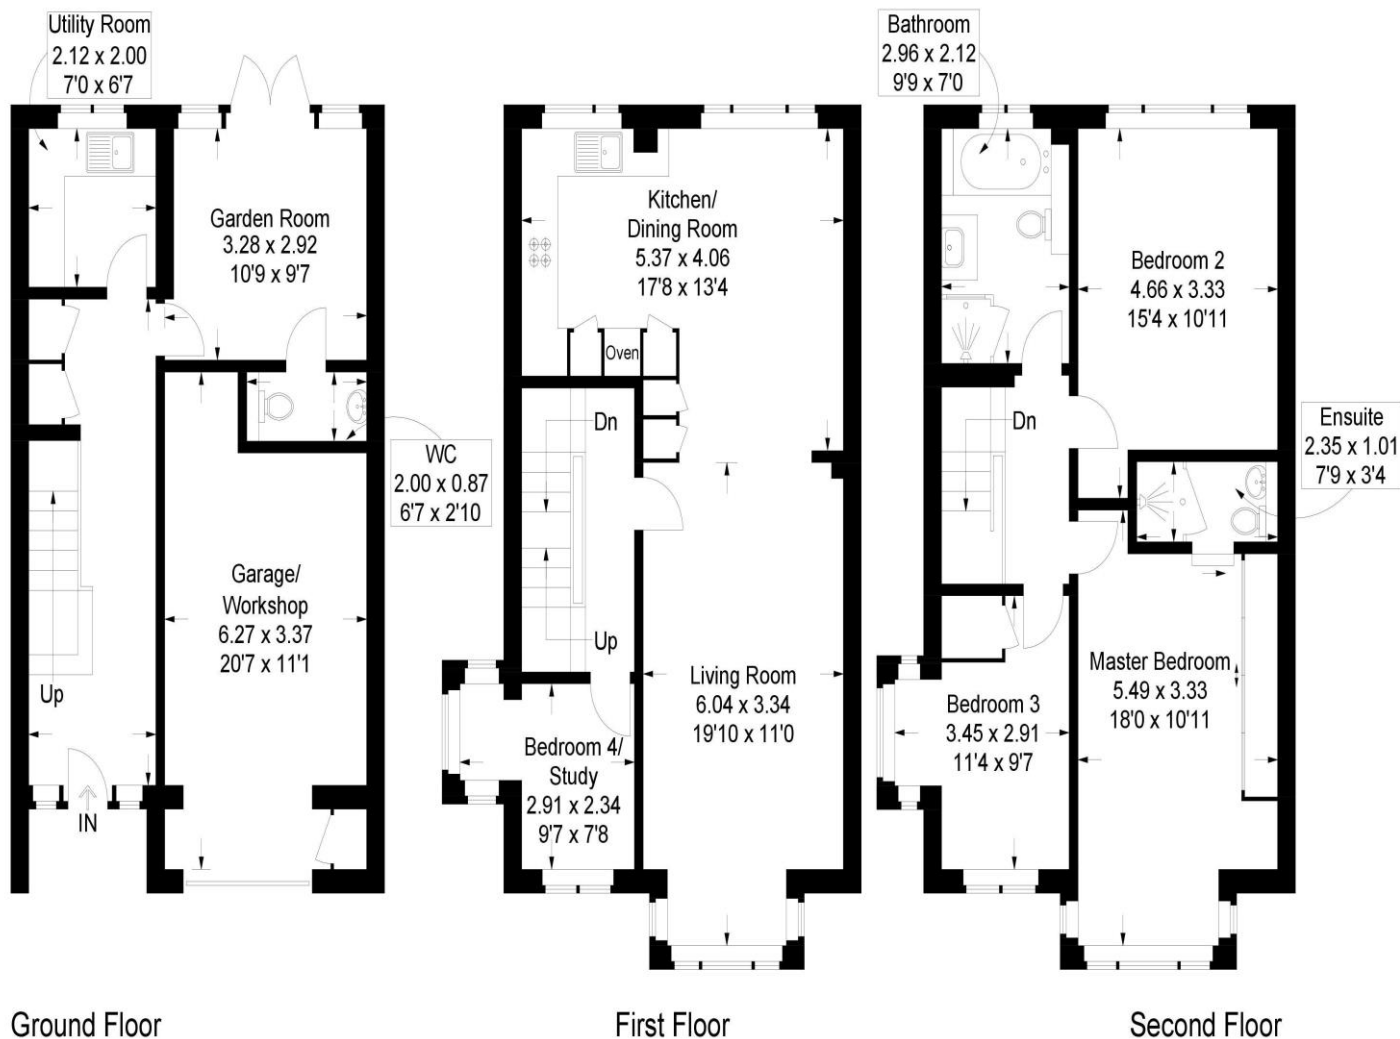 Utility Room
2.12 x 2.00
7'0 x 6'7
Garden Room
3.28 x 2.92
10'9 x 9'7
WC
2.00 x 0.87
6'7 x 2'10
Garage/
Workshop
6.27 x 3.37
20'7 x 11'1
Up
IN
Ground Floor
Kitchen/
Dining Room
5.37 x 4.06
17'8 x 13'4
Oven
Dn
Up
Living Room
6.04 x 3.34
19'10 x 11'0
Bedroom 4/
Study
2.91 x 2.34
9'7 x 7'8
First Floor
Bathroom
2.96 x 2.12
9'9 x 7'0
Bedroom 2
4.66 x 3.33
15'4 x 10'11
Dn
Ensuite
2.35 x 1.01
7'9 x 3'4
Master Bedroom
5.49 x 3.33
18'0 x 10'11
Bedroom 3
3.45 x 2.91
11'4 x 9'7
Second Floor